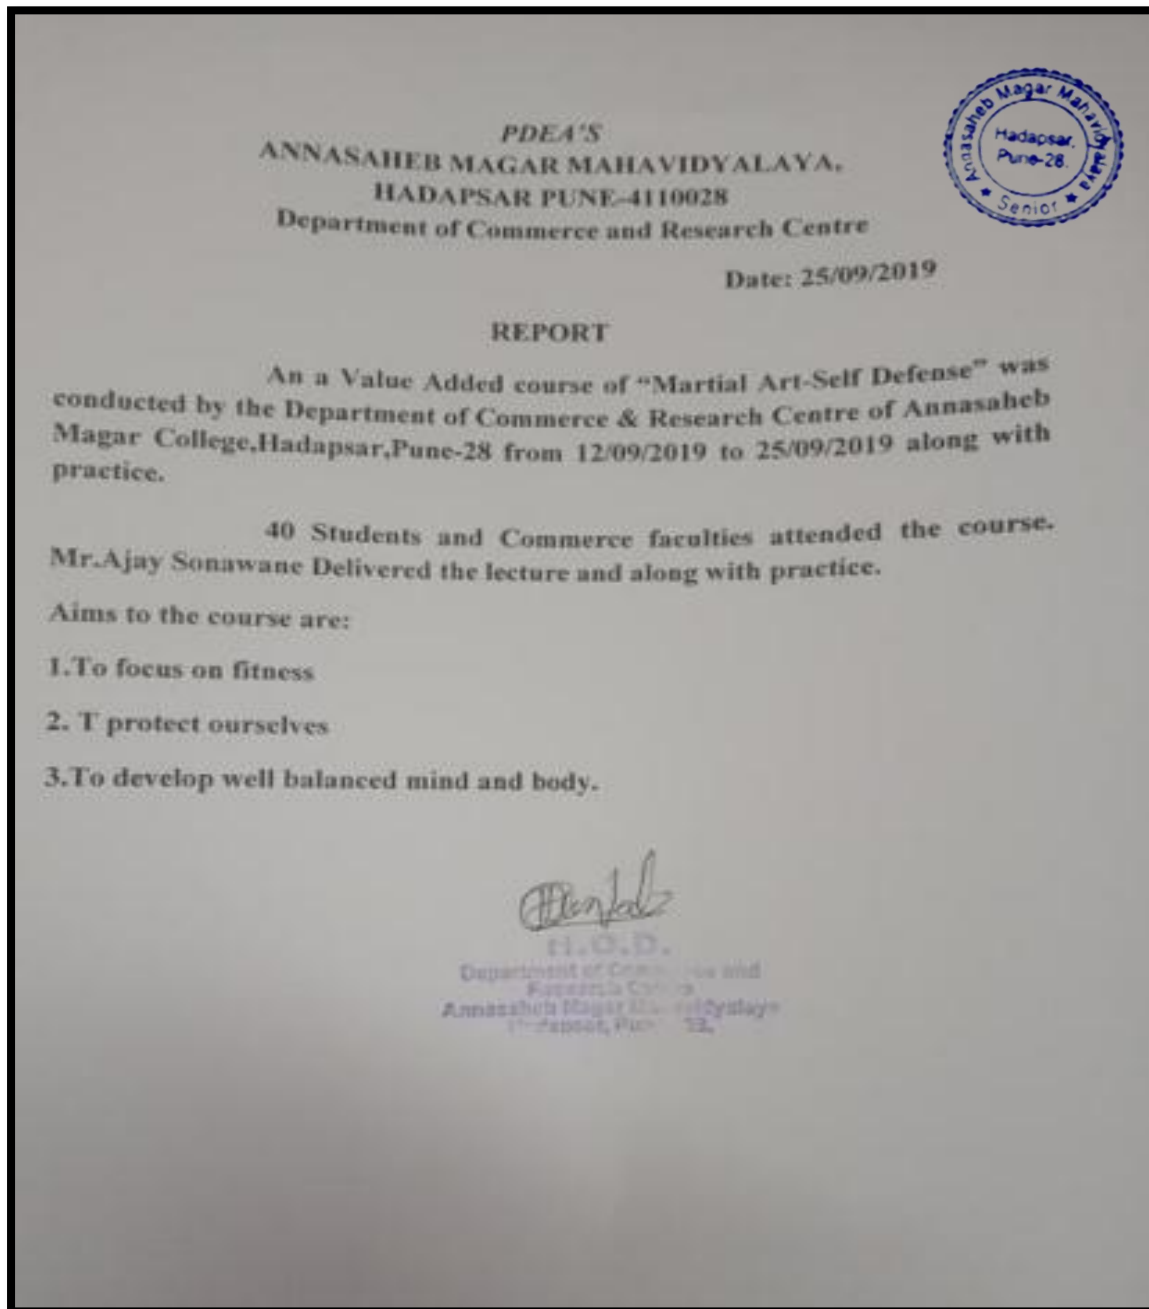 PDEA'S
ANNASAHEB MAGAR MAHAVIDYALAYA,
HADAPSAR PUNE-4110028
Department of Commerce and Research Centre
Annasaheb Magar Mahavidyalaya
Hadapsar,
Pune-28.
★ Senior ★
Date: 25/09/2019
REPORT
An a Value Added course of “Martial Art-Self Defense” was
conducted by the Department of Commerce & Research Centre of Annasaheb
Magar College,Hadapsar,Pune-28 from 12/09/2019 to 25/09/2019 along with
practice.
40 Students and Commerce faculties attended the course.
Mr.Ajay Sonawane Delivered the lecture and along with practice.
Aims to the course are:
1.To focus on fitness
2. T protect ourselves
3.To develop well balanced mind and body.
H.O.D.
Department of and
Research
Annasaheb Magar